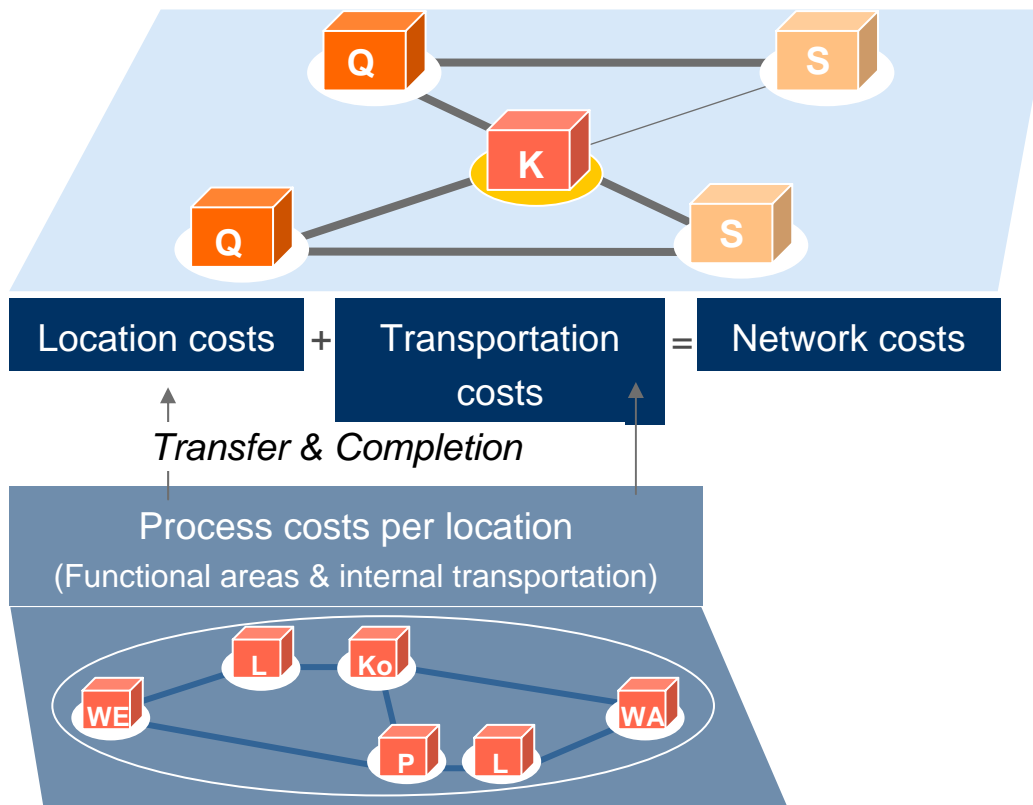 Q
S
K
Q
S
Location costs + Transportation = Network costs
costs
Transfer & Completion
Process costs per location
(Functional areas & internal transportation)
L
Ko
WE
WA
P
L